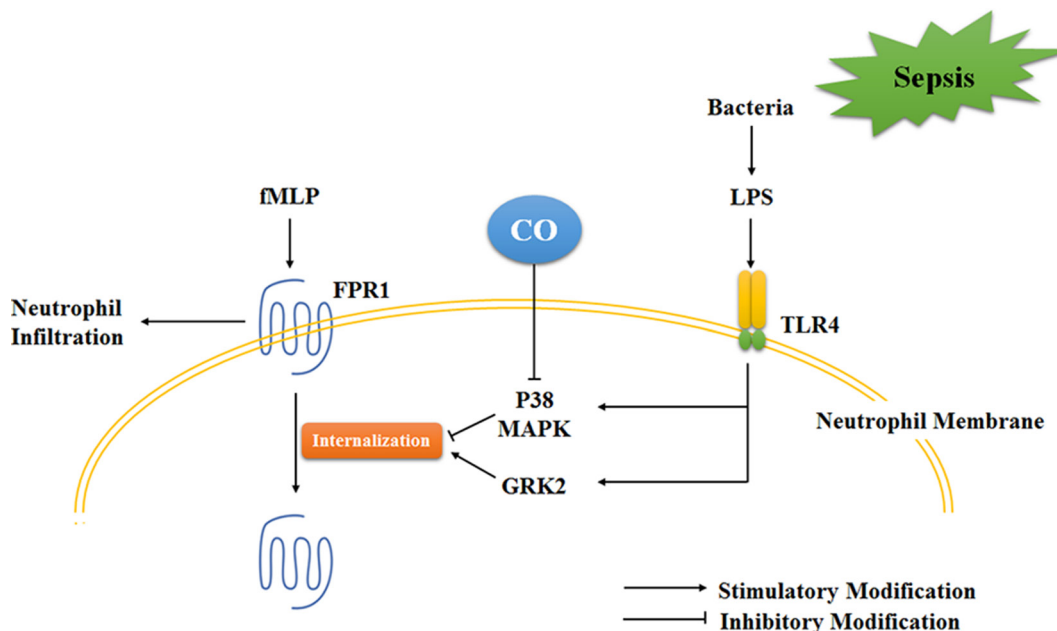 Sepsis
Bacteria
fMLP
LPS
CO
FPR1
Neutrophil
Infiltration
TLR4
P38
MAPK
Neutrophil Membrane
Internalization
GRK2
Stimulatory Modification
Inhibitory Modification